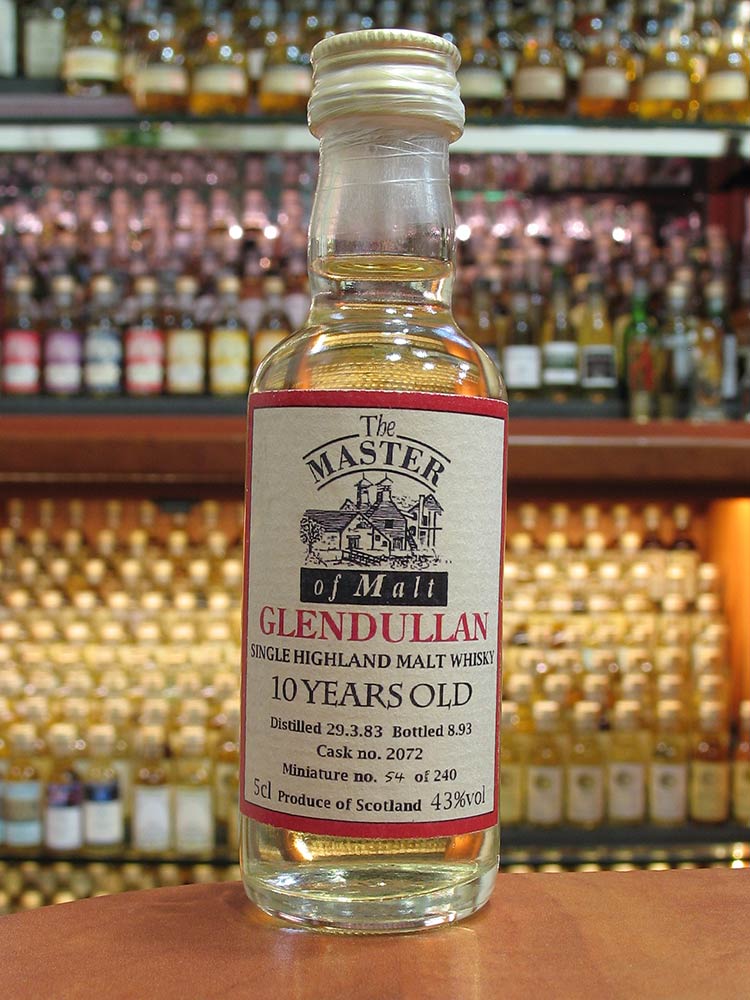 The
MASTER
of Malt
GLENDULLAN
SINGLE HIGHLAND MALT WHISKY
10 YEARS OLD
Distilled 29.3.83 Bottled 8.93
Cask no. 2072
Miniature no. 54 of 240
5cl Produce of Scotland 43%vol